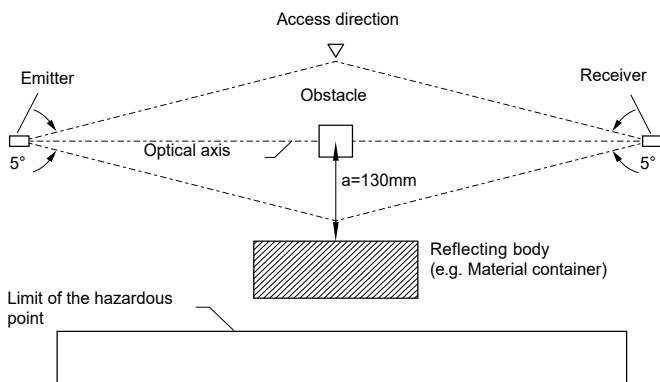 Access direction
Emitter
Receiver
Obstacle
Optical axis
5°
5°
a=130mm
Reflecting body
(e.g. Material container)
Limit of the hazardous
point